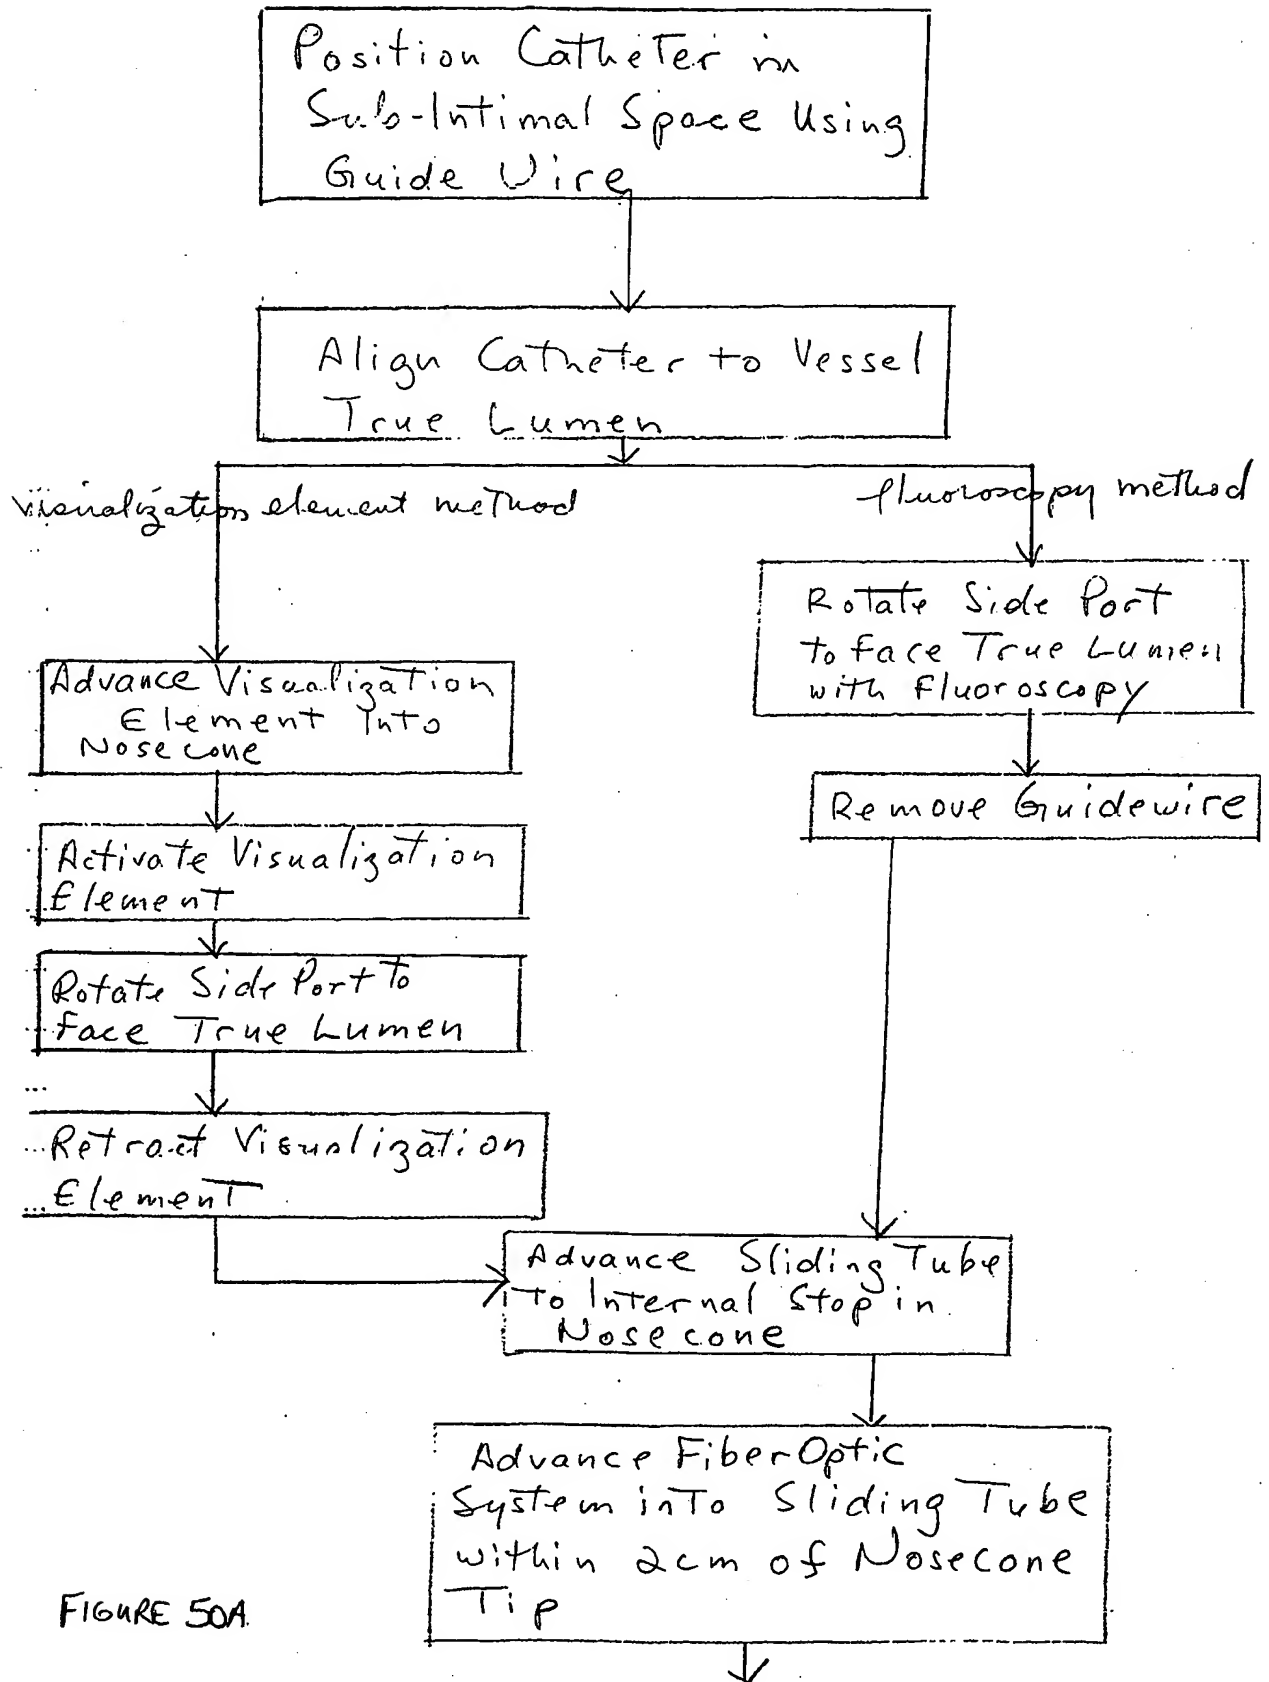 Position Catheter in
Sub-Intimal Space Using
Guide Wire
Align Catheter to Vessel
True Lumen
visualization element method
fluoroscopy method
Rotate Side Port
to face True Lumen
with Fluoroscopy
Advance Visualization
Element Into
Nosecone
Remove Guidewire
Activate Visualization
Element
Rotate Side Port to
face True Lumen
Retract Visualization
Element
Advance Sliding Tube
To Internal Stop in
Nosecone
Advance FiberOptic
System into Sliding Tube
within 2cm of Nosecone
Tip
FIGURE 50A